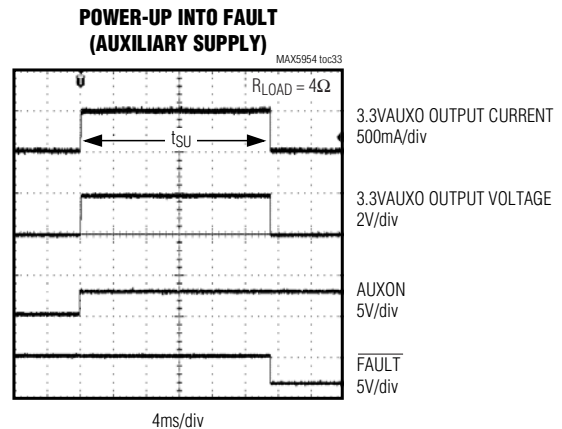 POWER-UP INTO FAULT
(AUXILIARY SUPPLY)
MAX5954 toc33
RLOAD = 4Ω
3.3VAUXO OUTPUT CURRENT
500mA/div
tSU
3.3VAUXO OUTPUT VOLTAGE
2V/div
AUXON
5V/div
FAULT
5V/div
4ms/div